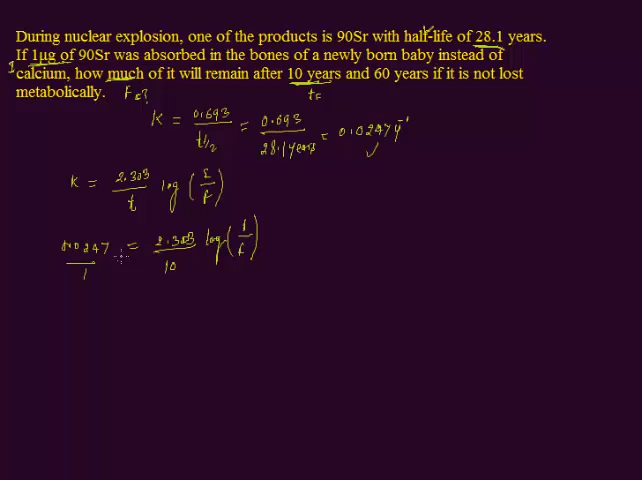 During nuclear explosion, one of the products is 90Sr with half-life of 28.1 years.
If 1µg of 90Sr was absorbed in the bones of a newly born baby instead of
calcium, how much of it will remain after 10 years and 60 years if it is not lost
metabolically. F=?
K = 0.693 / t1/2 = 0.693 / 28.1 years = 0.0247 y⁻¹
K = 2.303 / t log (I / F)
0.0247 / 1 = 2.303 / 10 log (1 / F)